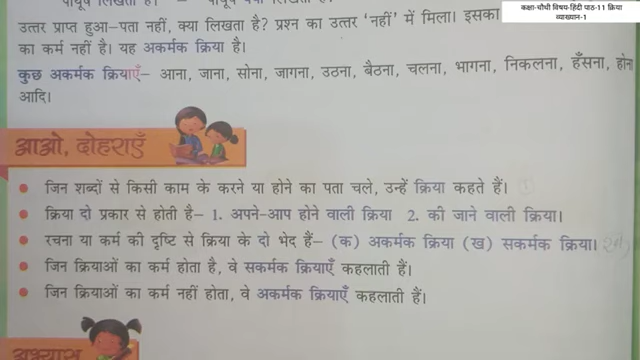 कक्षा-चौथी विषय-हिंदी पाठ-11 क्रिया
व्याख्यान-1
उत्तर प्राप्त हुआ–पता नहीं, क्या लिखता है? प्रश्न का उत्तर 'नहीं' में मिला। इसका
का कर्म नहीं है। यह अकर्मक क्रिया है।
कुछ अकर्मक क्रियाएँ– आना, जाना, सोना, जागना, उठना, बैठना, चलना, भागना, निकलना, हँसना, होना
आदि।
आओ, दोहराएँ
• जिन शब्दों से किसी काम के करने या होने का पता चले, उन्हें क्रिया कहते हैं।
• क्रिया दो प्रकार से होती है– 1. अपने-आप होने वाली क्रिया 2. की जाने वाली क्रिया।
• रचना या कर्म की दृष्टि से क्रिया के दो भेद हैं– (क) अकर्मक क्रिया (ख) सकर्मक क्रिया।
• जिन क्रियाओं का कर्म होता है, वे सकर्मक क्रियाएँ कहलाती हैं।
• जिन क्रियाओं का कर्म नहीं होता, वे अकर्मक क्रियाएँ कहलाती हैं।
अभ्यास